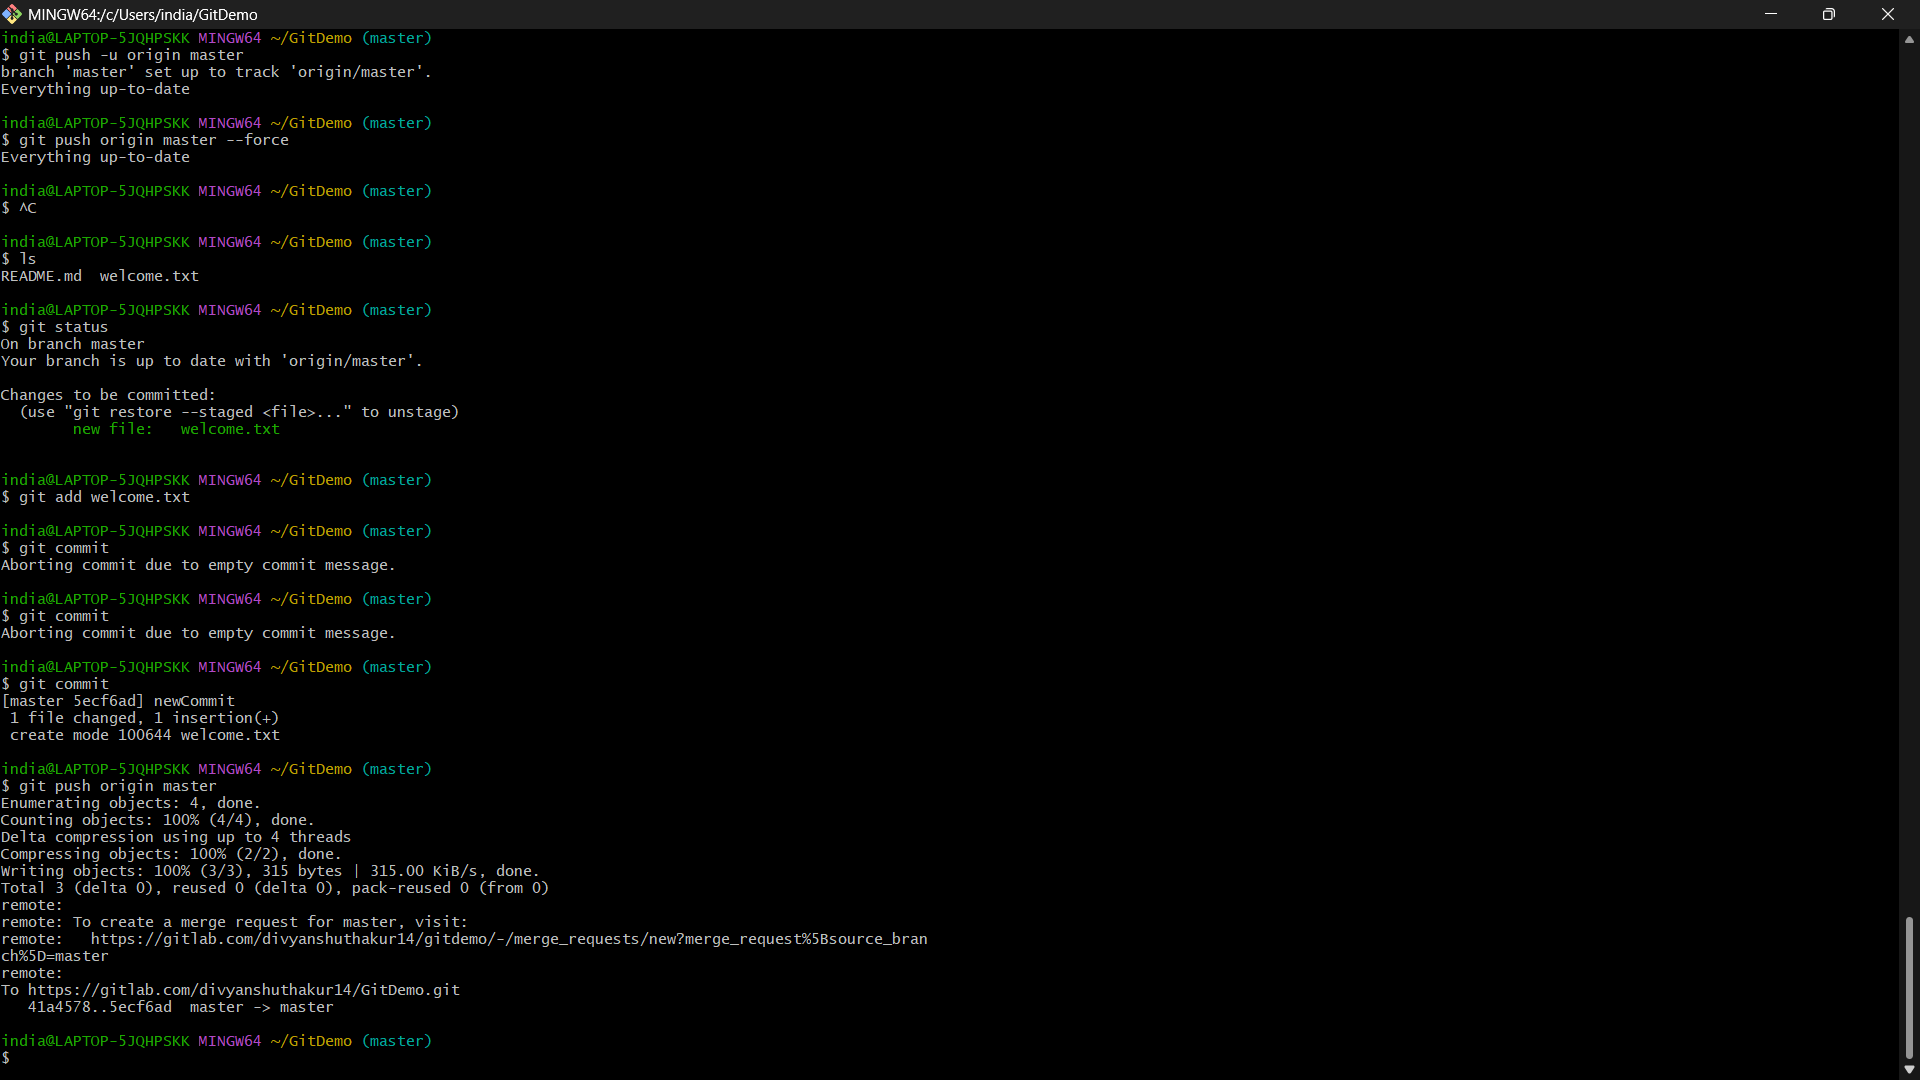 MINGW64:/c/Users/india/GitDemo
india@LAPTOP-5JQHPSKK MINGW64 ~/GitDemo (master)
$ git push -u origin master
branch 'master' set up to track 'origin/master'.
Everything up-to-date
india@LAPTOP-5JQHPSKK MINGW64 ~/GitDemo (master)
$ git push origin master --force
Everything up-to-date
india@LAPTOP-5JQHPSKK MINGW64 ~/GitDemo (master)
$ ^C
india@LAPTOP-5JQHPSKK MINGW64 ~/GitDemo (master)
$ ls
README.md  welcome.txt
india@LAPTOP-5JQHPSKK MINGW64 ~/GitDemo (master)
$ git status
On branch master
Your branch is up to date with 'origin/master'.
Changes to be committed:
  (use "git restore --staged <file>..." to unstage)
        new file:   welcome.txt
india@LAPTOP-5JQHPSKK MINGW64 ~/GitDemo (master)
$ git add welcome.txt
india@LAPTOP-5JQHPSKK MINGW64 ~/GitDemo (master)
$ git commit
Aborting commit due to empty commit message.
india@LAPTOP-5JQHPSKK MINGW64 ~/GitDemo (master)
$ git commit
Aborting commit due to empty commit message.
india@LAPTOP-5JQHPSKK MINGW64 ~/GitDemo (master)
$ git commit
[master 5ecf6ad] newCommit
 1 file changed, 1 insertion(+)
 create mode 100644 welcome.txt
india@LAPTOP-5JQHPSKK MINGW64 ~/GitDemo (master)
$ git push origin master
Enumerating objects: 4, done.
Counting objects: 100% (4/4), done.
Delta compression using up to 4 threads
Compressing objects: 100% (2/2), done.
Writing objects: 100% (3/3), 315 bytes | 315.00 KiB/s, done.
Total 3 (delta 0), reused 0 (delta 0), pack-reused 0 (from 0)
remote:
remote: To create a merge request for master, visit:
remote:   https://gitlab.com/divyanshuthakur14/gitdemo/-/merge_requests/new?merge_request%5Bsource_bran
ch%5D=master
remote:
To https://gitlab.com/divyanshuthakur14/GitDemo.git
   41a4578..5ecf6ad  master -> master
india@LAPTOP-5JQHPSKK MINGW64 ~/GitDemo (master)
$